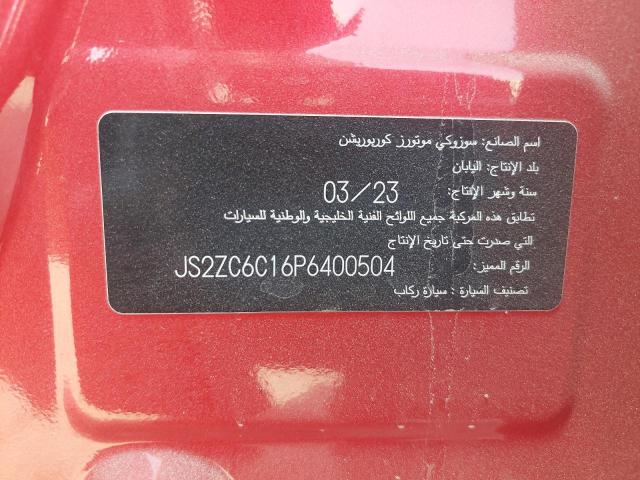 اسم الصانع: سوزوكي موتورز كوربوريشن
بلد الإنتاج: اليابان
سنة وشهر الإنتاج: 03/23
تطابق هذه المركبة جميع اللوائح الفنية الخليجية والوطنية للسيارات
التي صدرت حتى تاريخ الإنتاج
الرقم المميز: JS2ZC6C16P6400504
تصنيف السيارة : سيارة ركاب